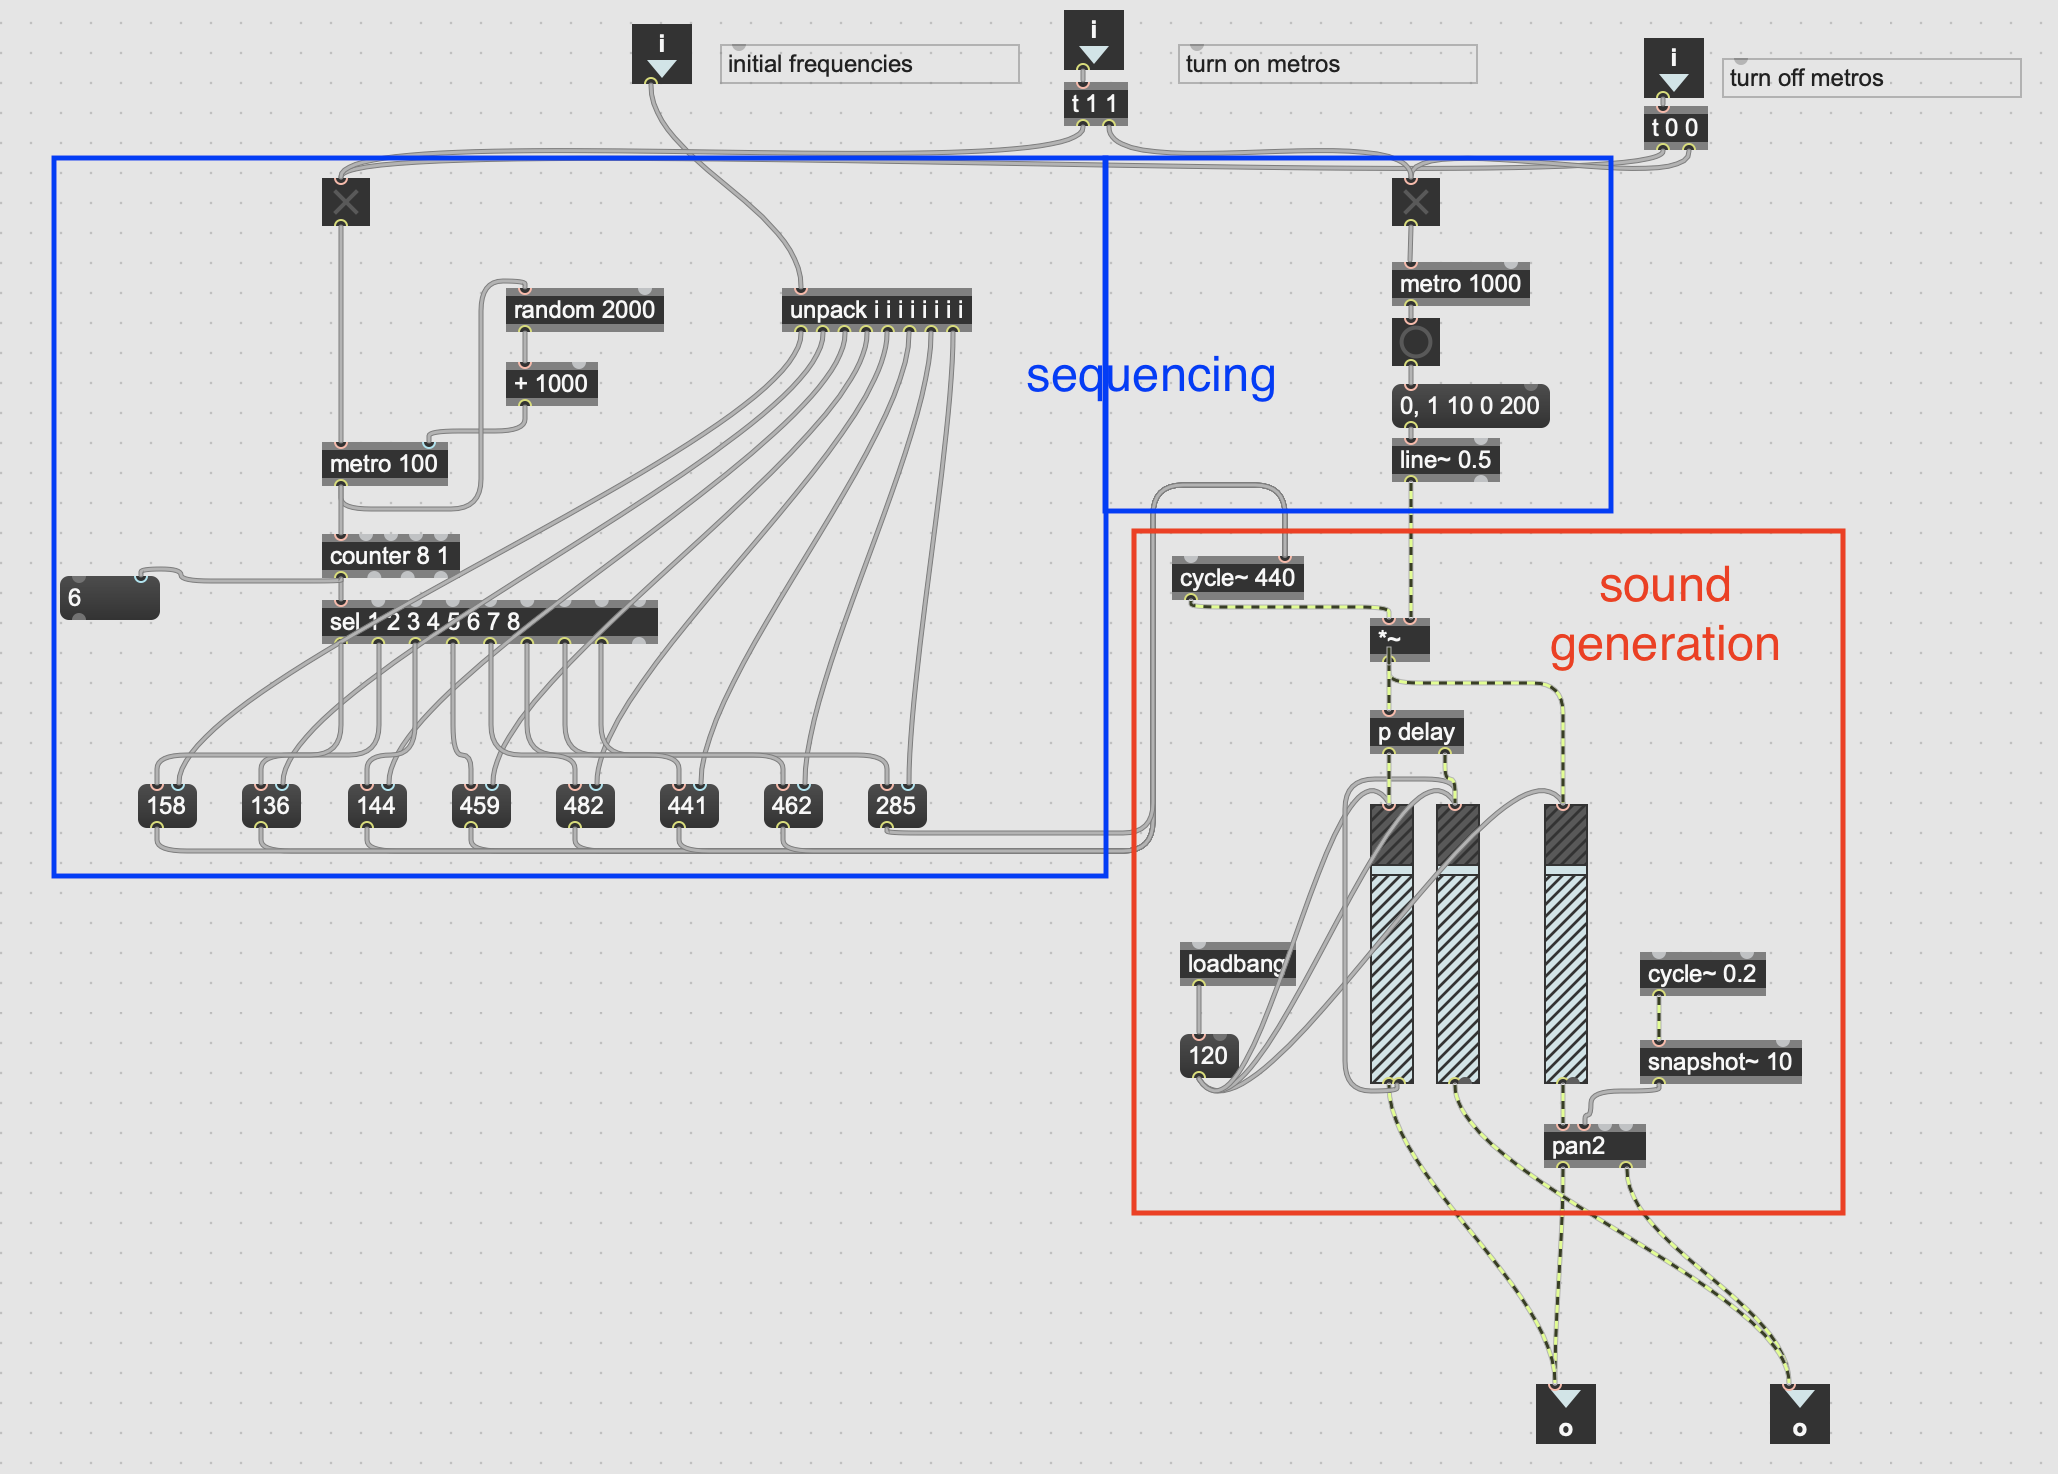 i
initial frequencies
i
turn on metros
i
turn off metros
t 1 1
t 0 0
random 2000
unpack i i i i i i i i
metro 1000
+ 1000
sequencing
0, 1 10 0 200
metro 100
line~ 0.5
counter 8 1
6
sel 1 2 3 4 5 6 7 8
cycle~ 440
sound
generation
*~
p delay
158
136
144
459
482
441
462
285
loadbang
cycle~ 0.2
120
snapshot~ 10
pan2
o
o